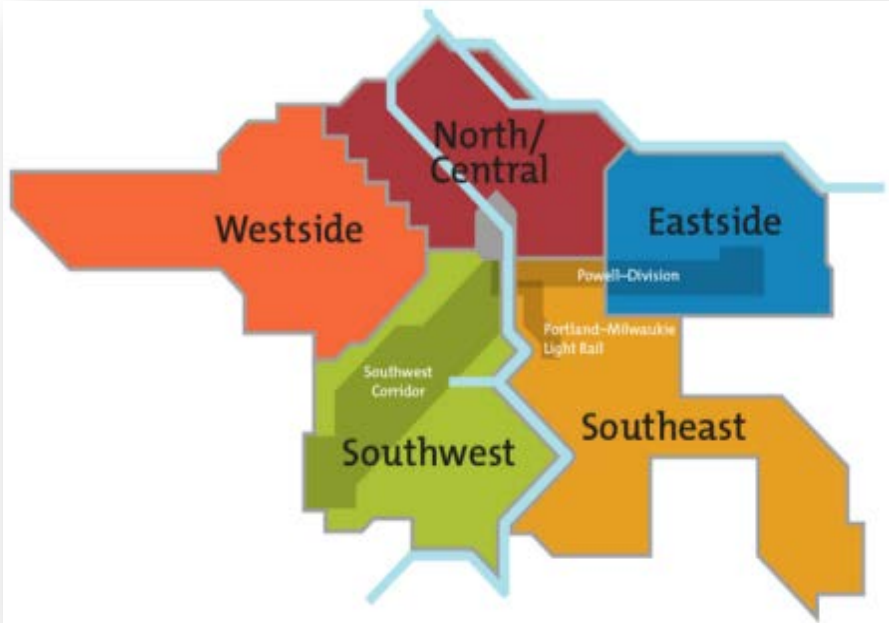 North/
Central
Westside
Eastside
Powell–Division
Portland–Milwaukie
Light Rail
Southwest
Corridor
Southeast
Southwest